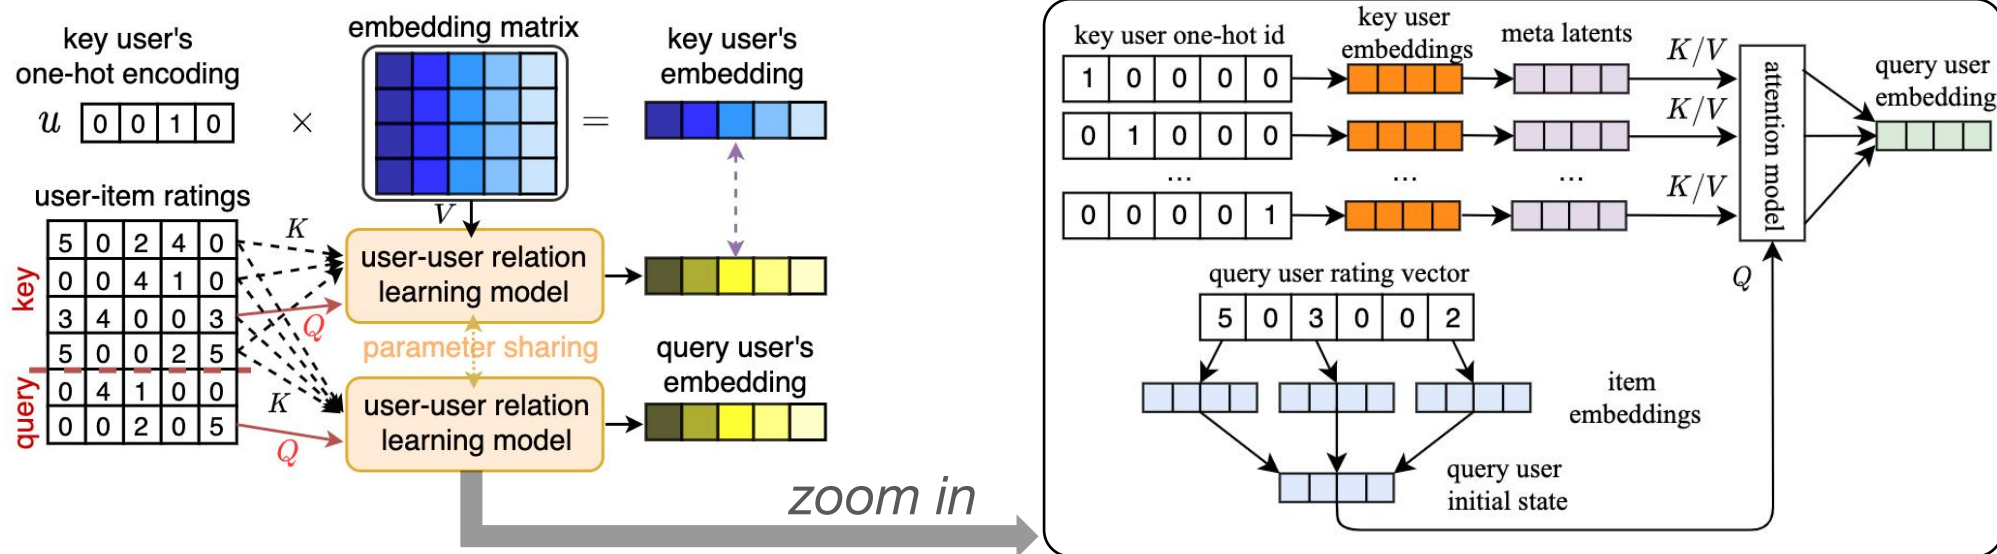 key user's
one-hot encoding
u 0 0 1 0
×
embedding matrix
=
key user's
embedding
user-item ratings
key
5 0 2 4 0
0 0 4 1 0
3 4 0 0 3
5 0 0 2 5
query
0 4 1 0 0
0 0 2 0 5
K
Q
K
Q
V
user-user relation
learning model
parameter sharing
user-user relation
learning model
query user's
embedding
zoom in
key user one-hot id
1 0 0 0 0
0 1 0 0 0
...
0 0 0 0 1
key user
embeddings
...
meta latents
...
K/V
K/V
K/V
attention model
query user
embedding
Q
query user rating vector
5 0 3 0 0 2
item
embeddings
query user
initial state